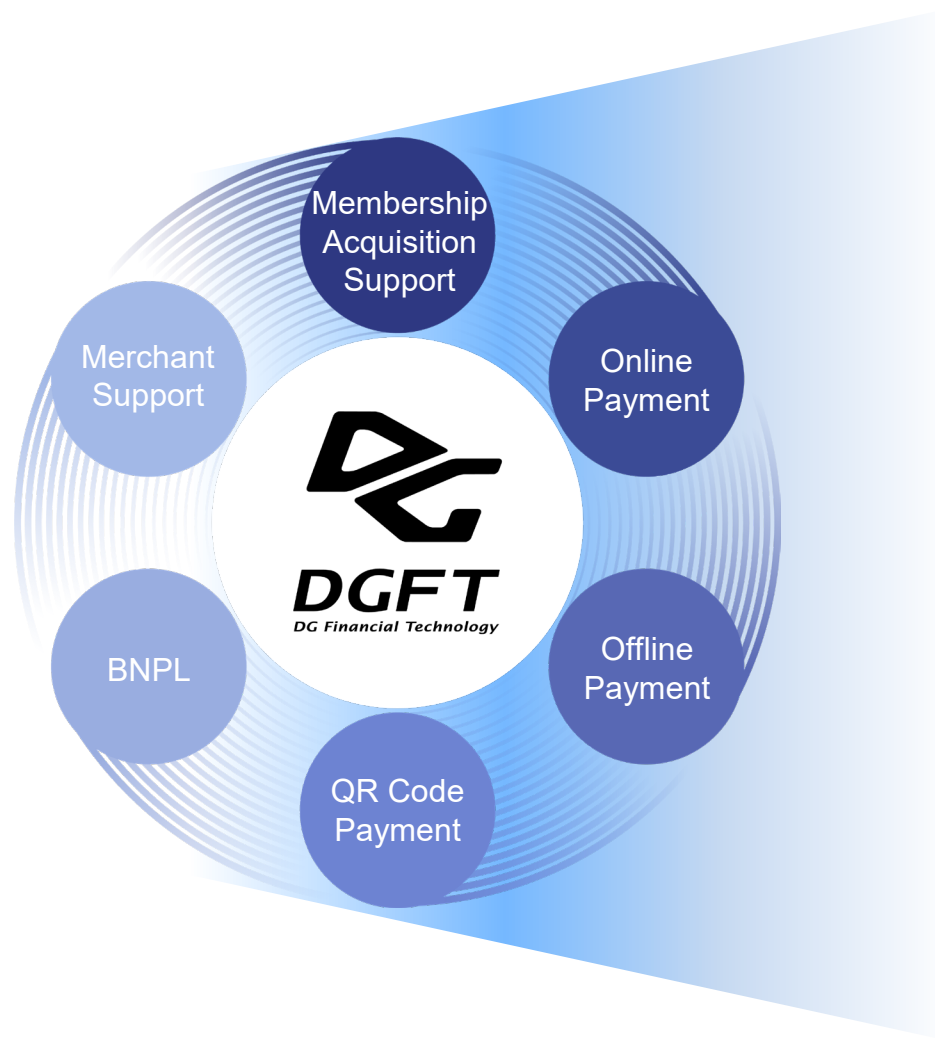 Membership
Acquisition
Support
Online
Payment
Offline
Payment
QR Code
Payment
BNPL
Merchant
Support
DGFT
DG Financial Technology